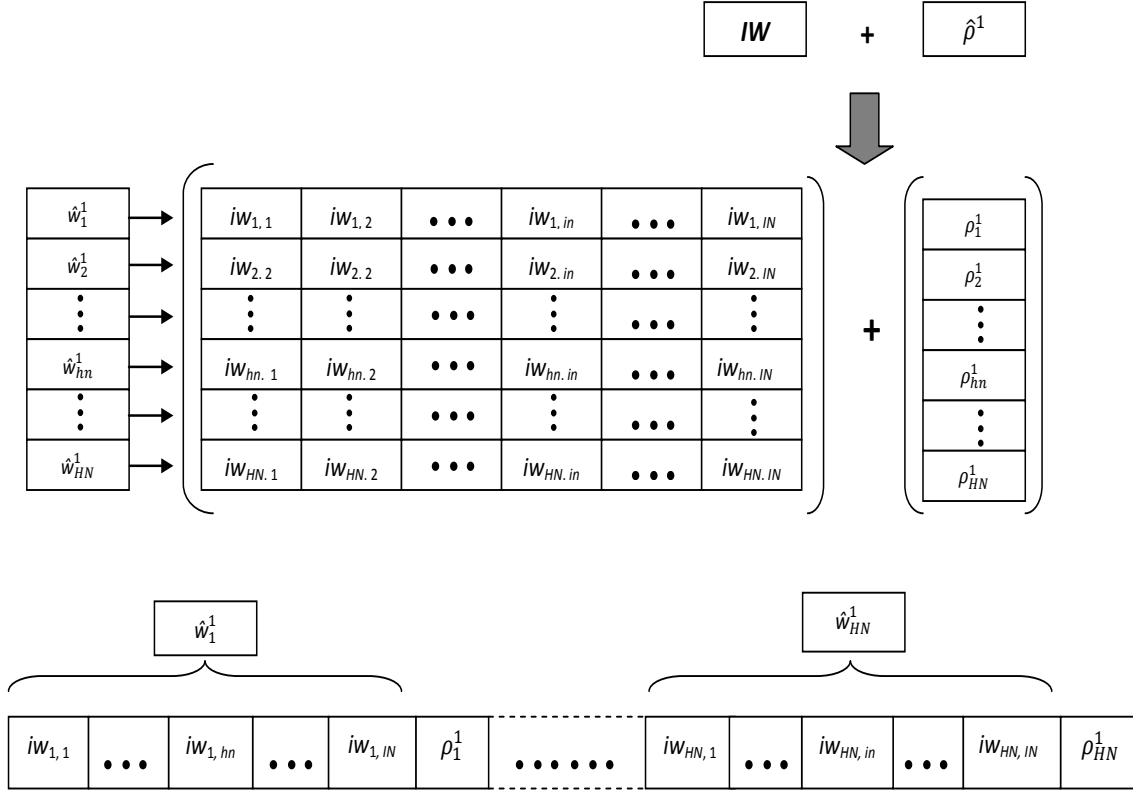 IW + ρ̂¹
ŵ¹₁ iw₁, ₁ iw₁, ₂ ••• iw₁, ᵢₙ ••• iw₁, IN ρ¹₁
ŵ¹₂ iw₂. ₂ iw₂. ₂ ••• iw₂. ᵢₙ ••• iw₂. IN ρ¹₂
⋮ ⋮ ⋮ ••• ⋮ ••• ⋮ + ⋮
ŵ¹hn iwhn. 1 iwhn. 2 ••• iwhn. in ••• iwhn. IN ρ¹hn
⋮ ⋮ ⋮ ••• ⋮ ••• ⋮ ⋮
ŵ¹HN iwHN. 1 iwHN. 2 ••• iwHN. in ••• iwHN. IN ρ¹HN
ŵ¹₁ ŵ¹HN
iw₁, ₁ ••• iw₁, hn ••• iw₁, IN ρ¹₁ •••••• iwHN, 1 ••• iwHN, in ••• iwHN, IN ρ¹HN